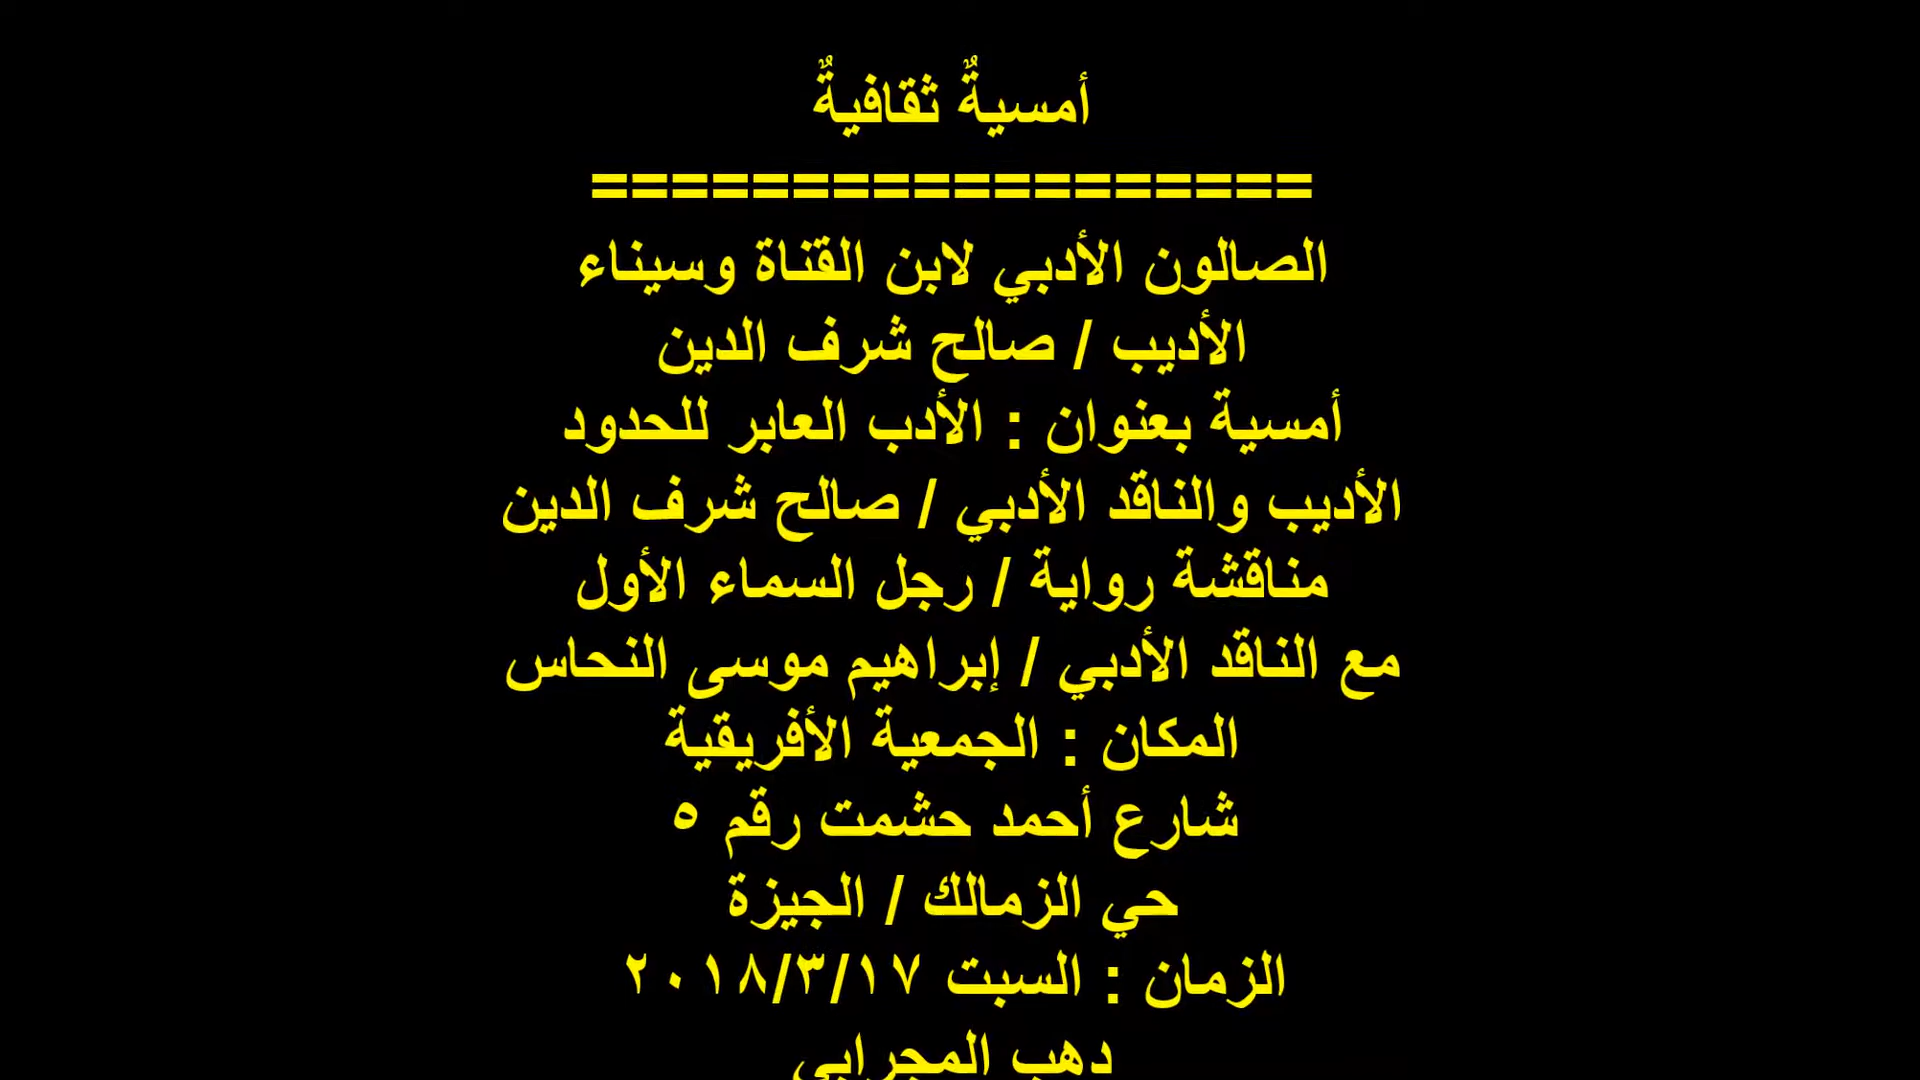 أمسيةٌ ثقافيةٌ
==================
الصالون الأدبي لابن القناة وسيناء
الأديب / صالح شرف الدين
أمسية بعنوان : الأدب العابر للحدود
الأديب والناقد الأدبي / صالح شرف الدين
مناقشة رواية / رجل السماء الأول
مع الناقد الأدبي / إبراهيم موسى النحاس
المكان : الجمعية الأفريقية
شارع أحمد حشمت رقم ٥
حي الزمالك / الجيزة
الزمان : السبت ٢٠١٨/٣/١٧
دهب المجرابي